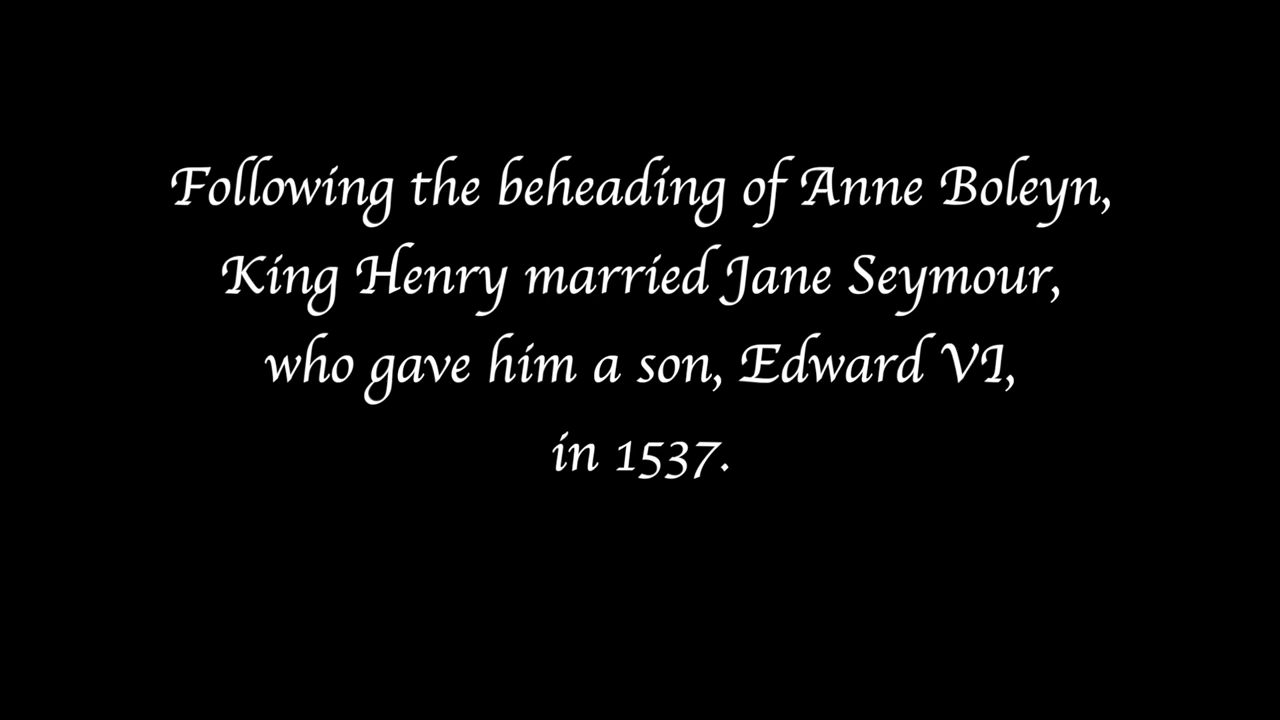 Following the beheading of Anne Boleyn,
King Henry married Jane Seymour,
who gave him a son, Edward VI,
in 1537.